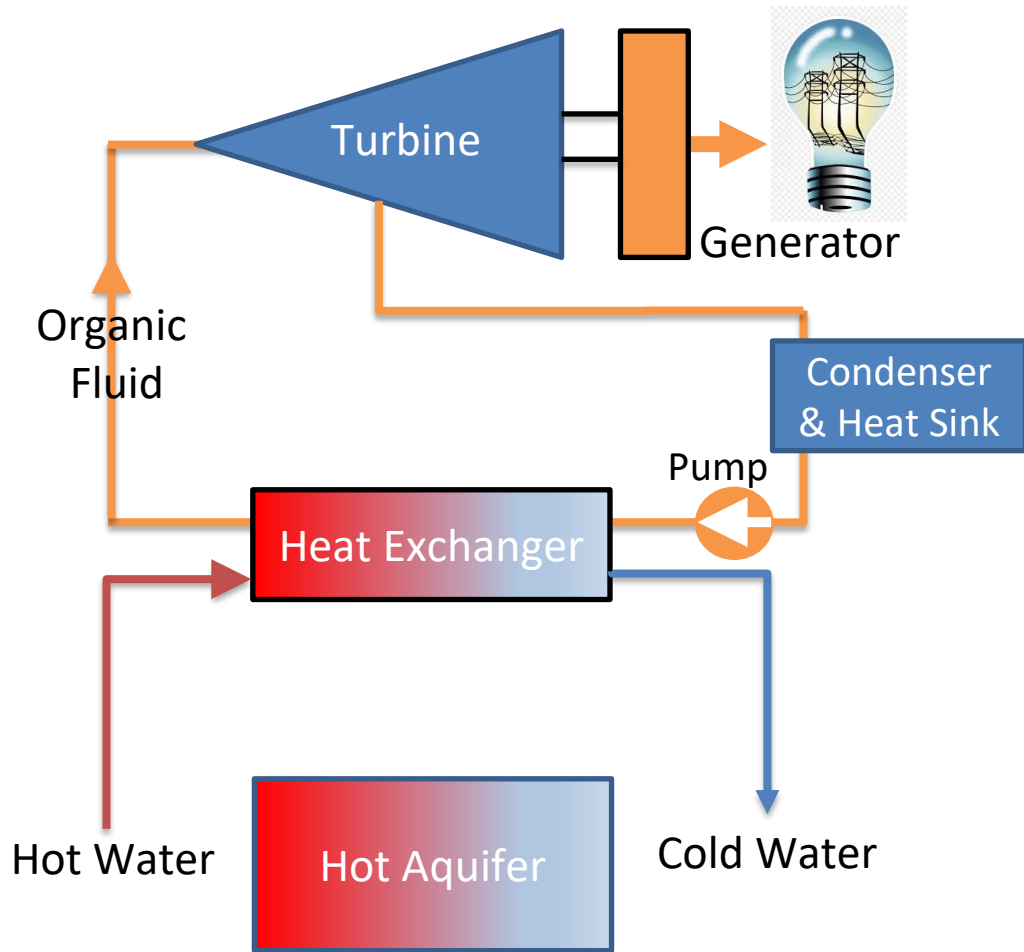 Turbine
Generator
Organic
Fluid
Condenser
& Heat Sink
Pump
Heat Exchanger
Hot Water
Hot Aquifer
Cold Water